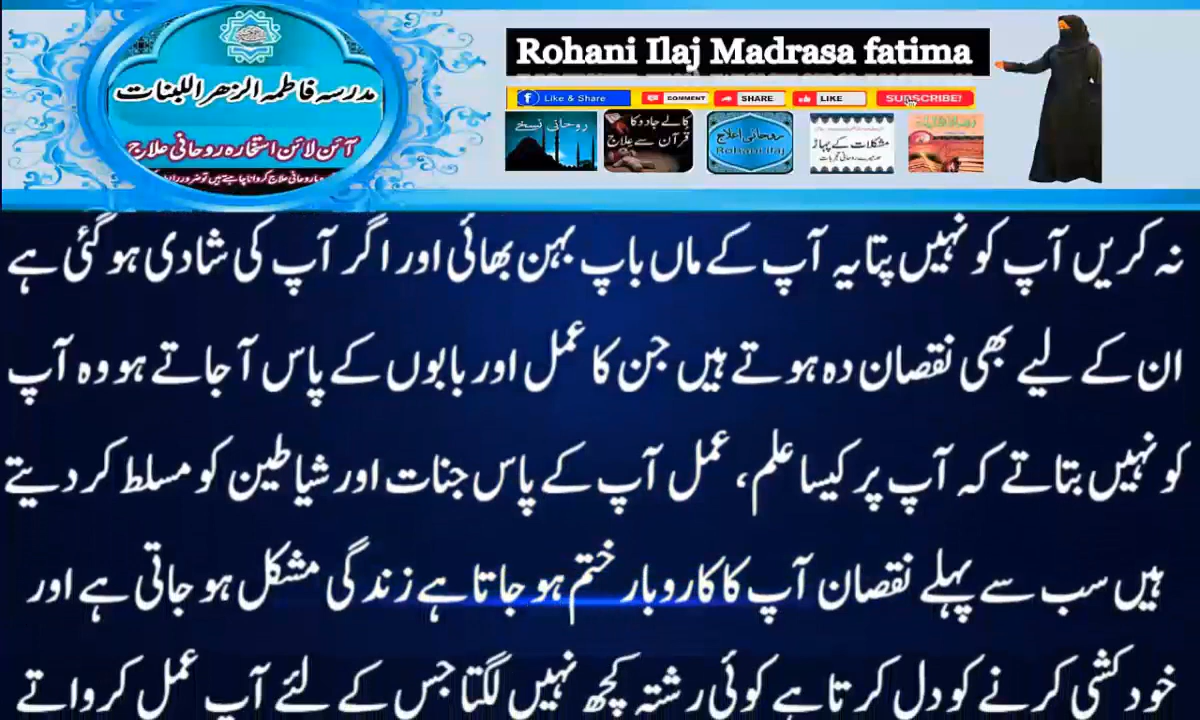 مدرسہ فاطمہ الزھرا للبنات
آئن لائن استخارہ روحانی علاج
Rohani Ilaj Madrasa fatima
Like & Share
COMMENT
SHARE
LIKE
SUBSCRIBE!
روحانی نسخے
کالے جادو کا
قرآن سے علاج
روحانی اعلاج
Rohani ilaj
مشکلات کے پہاڑ
نہ کریں آپ کو نہیں پتا یہ آپ کے ماں باپ بہن بھائی اور اگر آپ کی شادی ہو گئی ہے
ان کے لیے بھی نقصان دہ ہوتے ہیں جن کا عمل اور بابوں کے پاس آ جاتے ہو وہ آپ
کو نہیں بتاتے کہ آپ پر کیسا علم، عمل آپ کے پاس جنات اور شیاطین کو مسلط کر دیتے
ہیں سب سے پہلے نقصان آپ کا کاروبار ختم ہو جاتا ہے زندگی مشکل ہو جاتی ہے اور
خودکشی کرنے کو دل کرتا ہے کوئی رشتہ کچھ نہیں لگتا جس کے لئے آپ عمل کرواتے